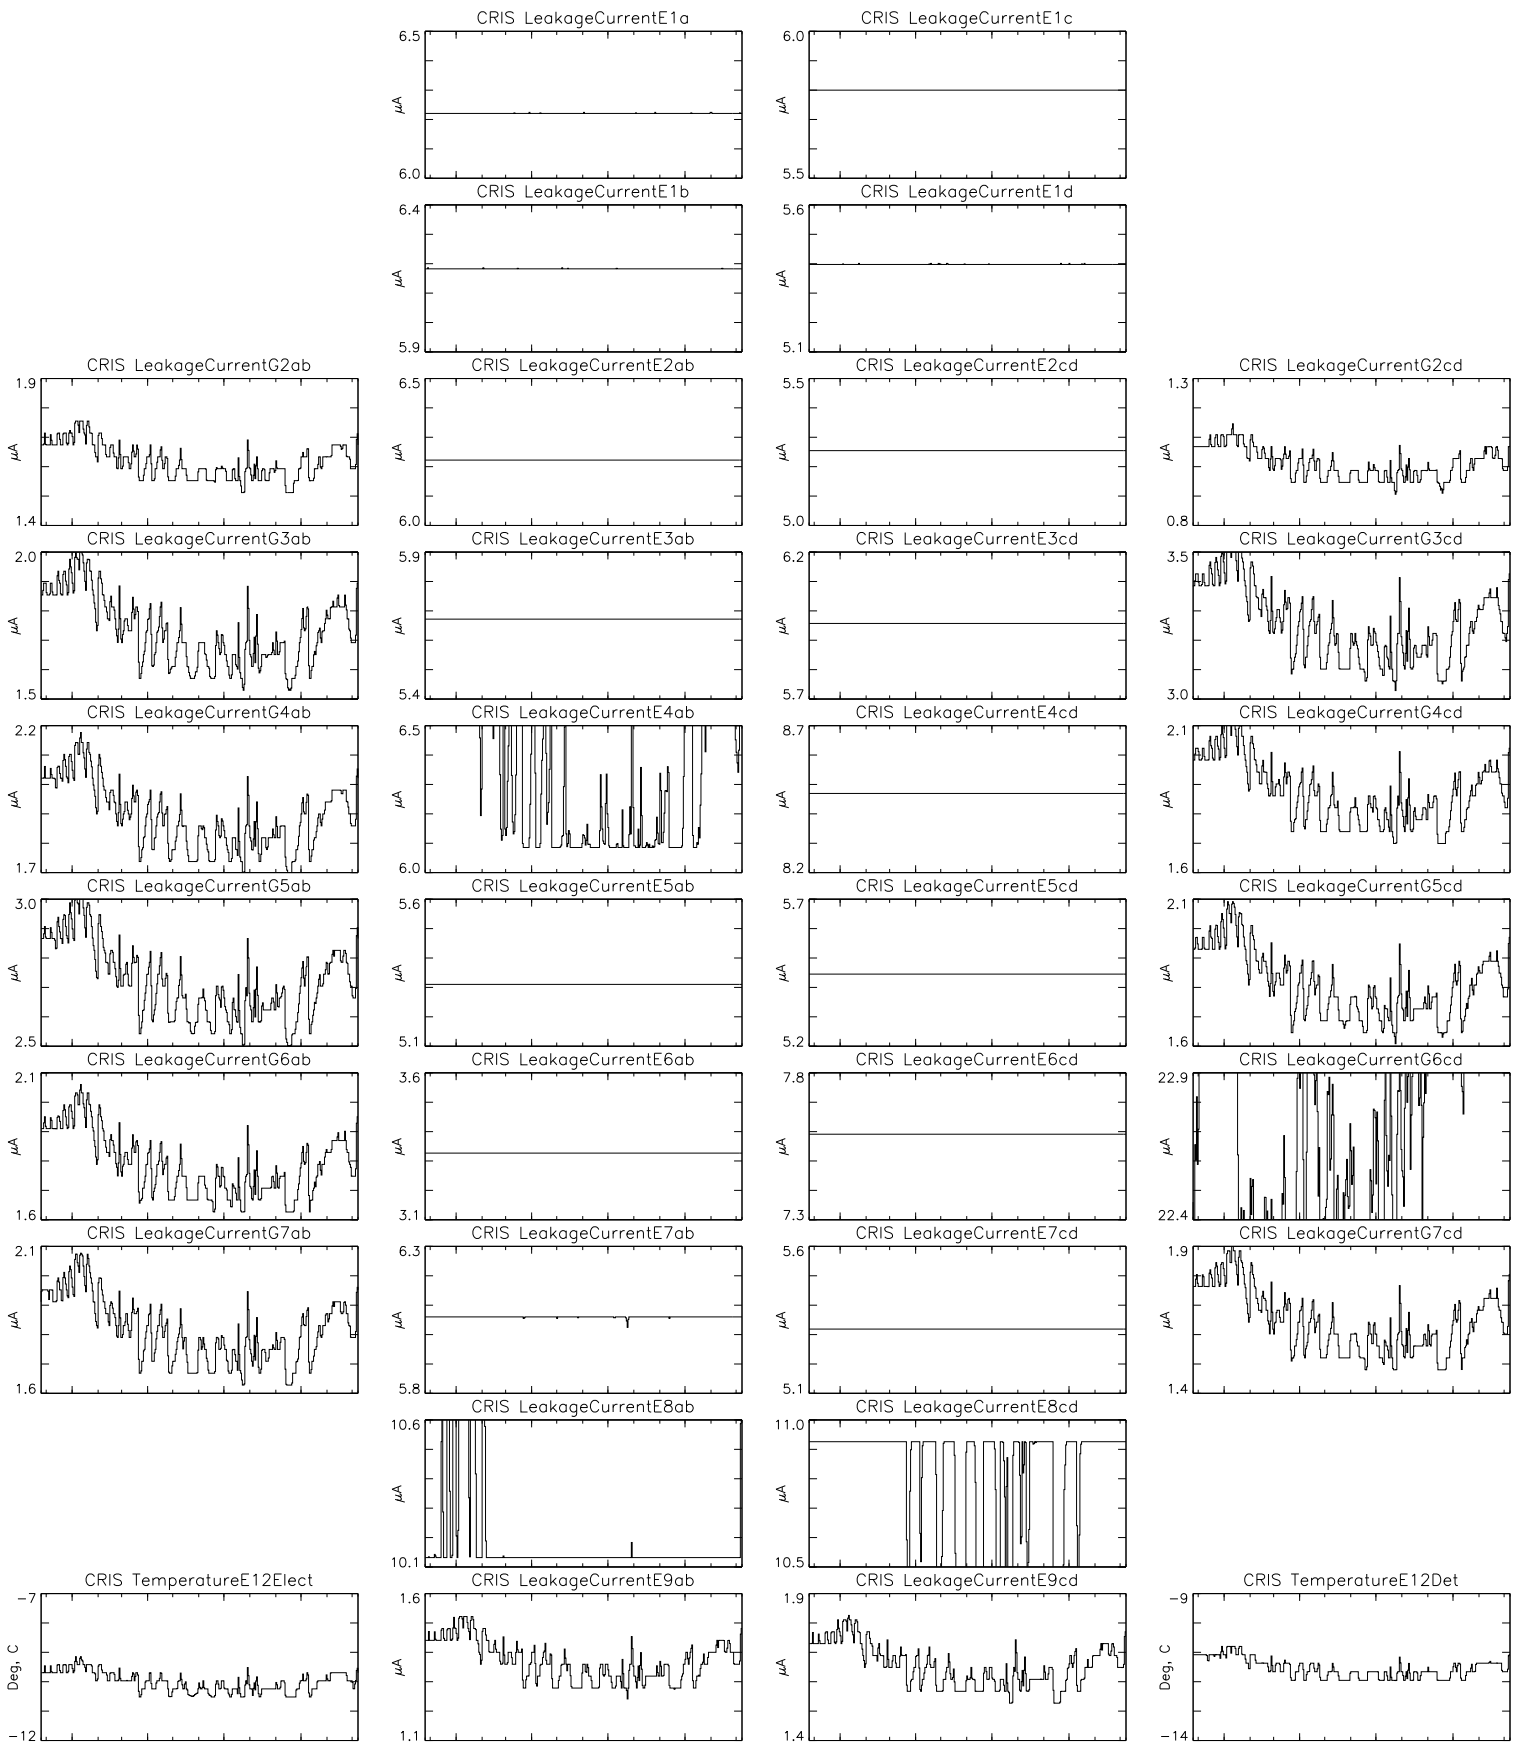 CRIS LeakageCurrentE1a CRIS LeakageCurrentE1c
6.5 6.0
μA μA
6.0 5.5
CRIS LeakageCurrentE1b CRIS LeakageCurrentE1d
6.4 5.6
μA μA
5.9 5.1
CRIS LeakageCurrentG2ab CRIS LeakageCurrentE2ab CRIS LeakageCurrentE2cd CRIS LeakageCurrentG2cd
1.9 6.5 5.5 1.3
μA μA μA μA
1.4 6.0 5.0 0.8
CRIS LeakageCurrentG3ab CRIS LeakageCurrentE3ab CRIS LeakageCurrentE3cd CRIS LeakageCurrentG3cd
2.0 5.9 6.2 3.5
μA μA μA μA
1.5 5.4 5.7 3.0
CRIS LeakageCurrentG4ab CRIS LeakageCurrentE4ab CRIS LeakageCurrentE4cd CRIS LeakageCurrentG4cd
2.2 6.5 8.7 2.1
μA μA μA μA
1.7 6.0 8.2 1.6
CRIS LeakageCurrentG5ab CRIS LeakageCurrentE5ab CRIS LeakageCurrentE5cd CRIS LeakageCurrentG5cd
3.0 5.6 5.7 2.1
μA μA μA μA
2.5 5.1 5.2 1.6
CRIS LeakageCurrentG6ab CRIS LeakageCurrentE6ab CRIS LeakageCurrentE6cd CRIS LeakageCurrentG6cd
2.1 3.6 7.8 22.9
μA μA μA μA
1.6 3.1 7.3 22.4
CRIS LeakageCurrentG7ab CRIS LeakageCurrentE7ab CRIS LeakageCurrentE7cd CRIS LeakageCurrentG7cd
2.1 6.3 5.6 1.9
μA μA μA μA
1.6 5.8 5.1 1.4
CRIS LeakageCurrentE8ab CRIS LeakageCurrentE8cd
10.6 11.0
μA μA
10.1 10.5
CRIS TemperatureE12Elect CRIS LeakageCurrentE9ab CRIS LeakageCurrentE9cd CRIS TemperatureE12Det
-7 1.6 1.9 -9
Deg, C μA μA Deg, C
-12 1.1 1.4 -14